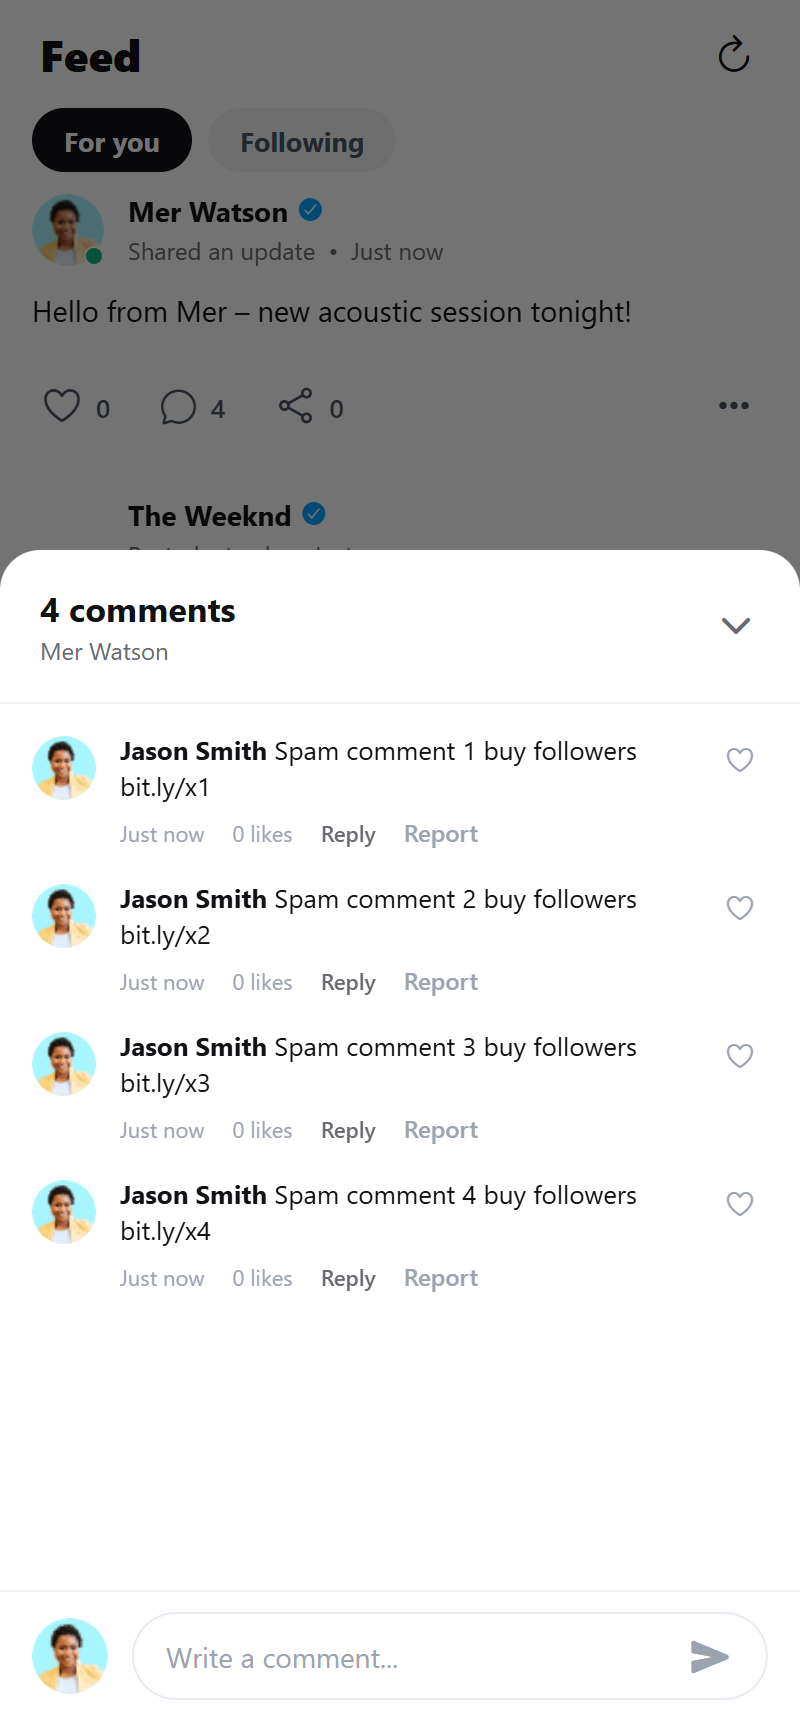 Feed
For you
Following
Mer Watson
Shared an update • Just now
Hello from Mer – new acoustic session tonight!
0
4
0
The Weeknd
4 comments
Mer Watson
Jason Smith Spam comment 1 buy followers
bit.ly/x1
Just now 0 likes Reply Report
Jason Smith Spam comment 2 buy followers
bit.ly/x2
Just now 0 likes Reply Report
Jason Smith Spam comment 3 buy followers
bit.ly/x3
Just now 0 likes Reply Report
Jason Smith Spam comment 4 buy followers
bit.ly/x4
Just now 0 likes Reply Report
Write a comment...